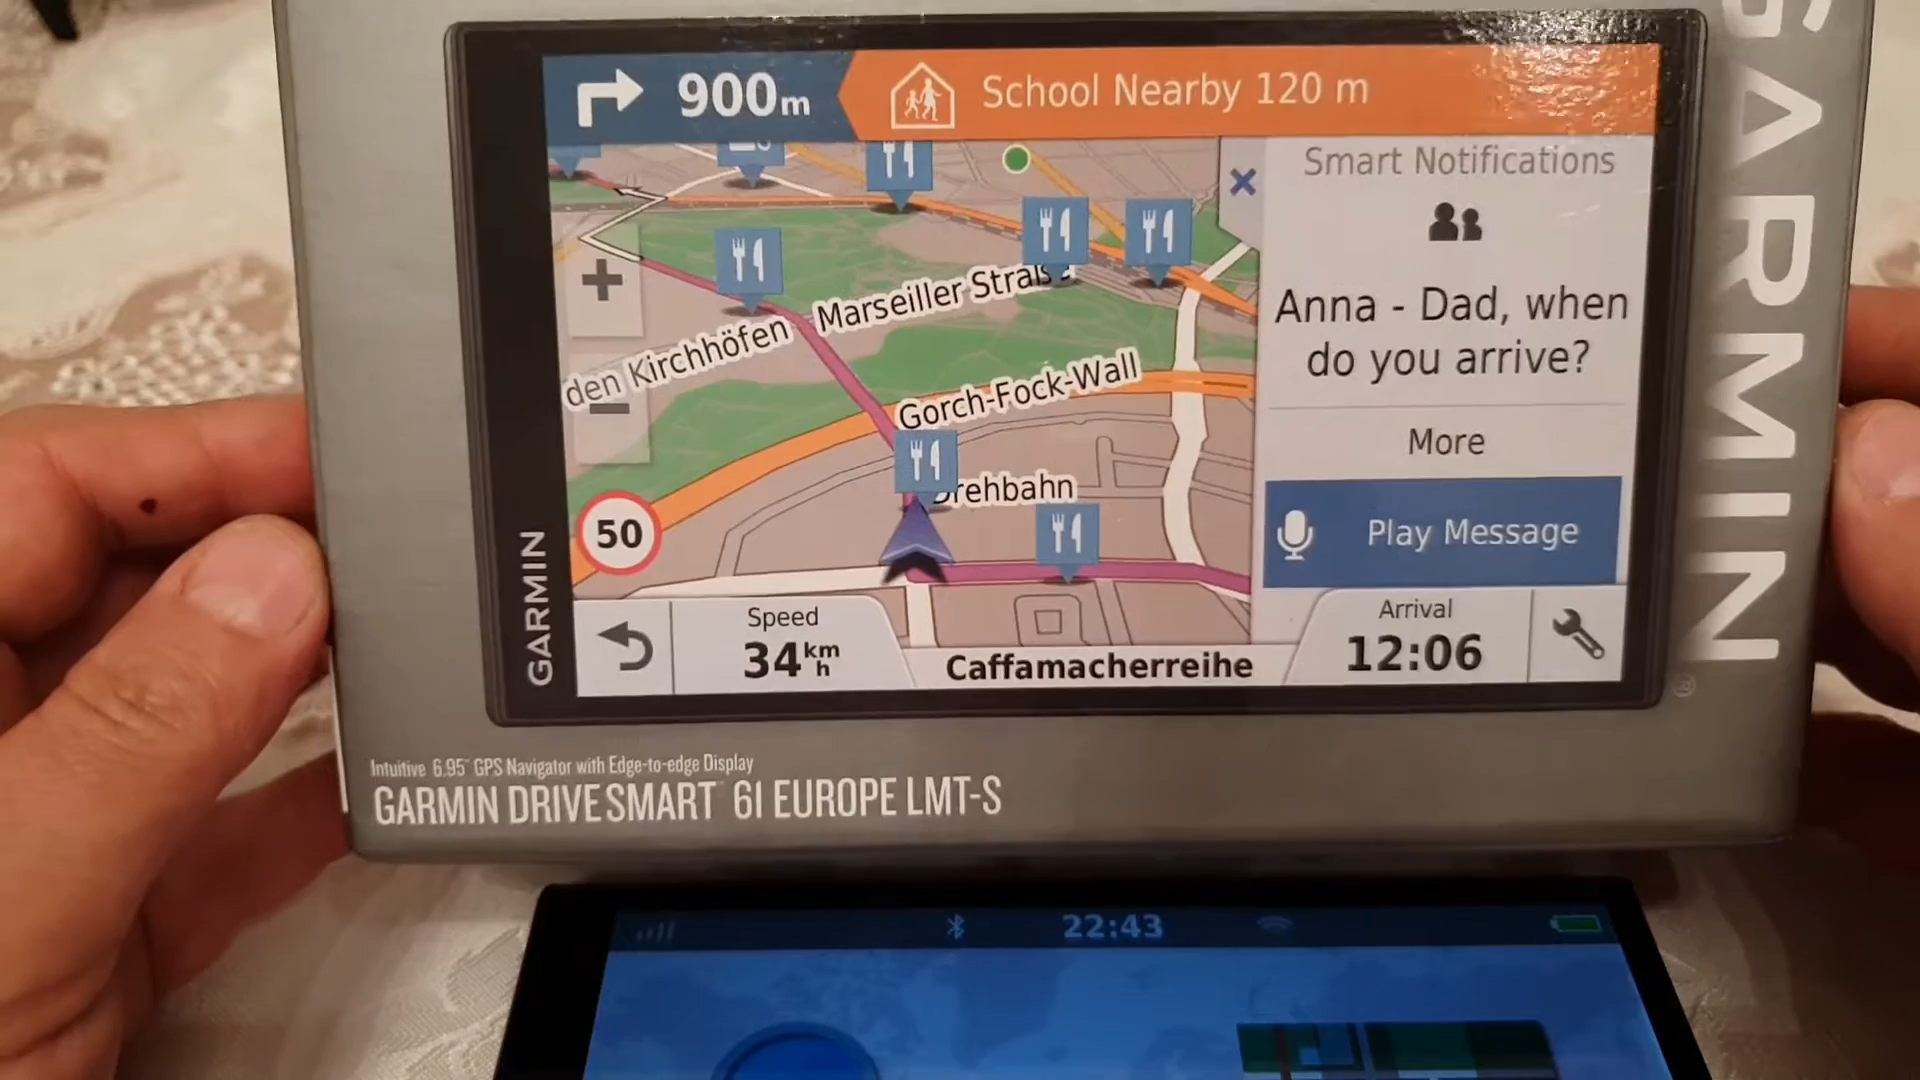 900m
School Nearby 120 m
Smart Notifications
Anna - Dad, when
do you arrive?
More
Play Message
Marseiller Straße
den Kirchhöfen
Gorch-Fock-Wall
Drehbahn
50
Speed
34 km
h
Caffamacherreihe
Arrival
12:06
GARMIN
GARMIN
®
Intuitive 6.95" GPS Navigator with Edge-to-edge Display
GARMIN DRIVESMART™ 61 EUROPE LMT-S
22:43